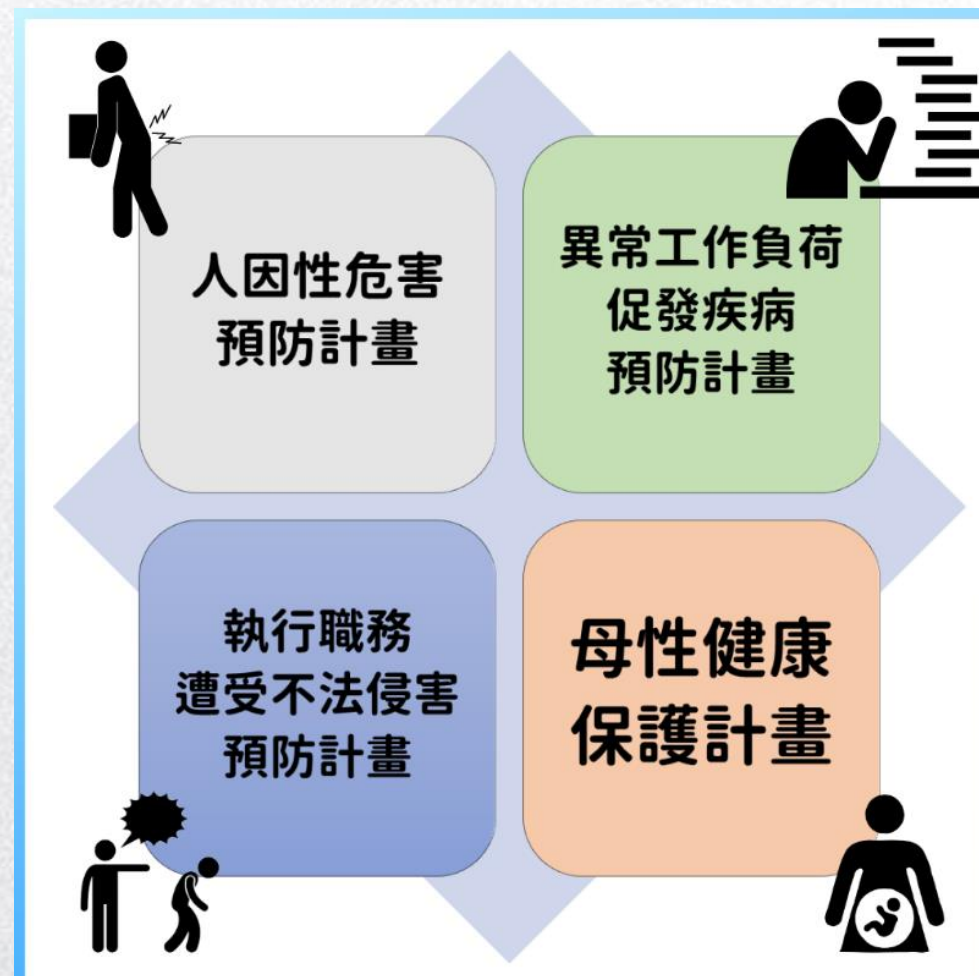 人因性危害
預防計畫
異常工作負荷
促發疾病
預防計畫
執行職務
遭受不法侵害
預防計畫
母性健康
保護計畫